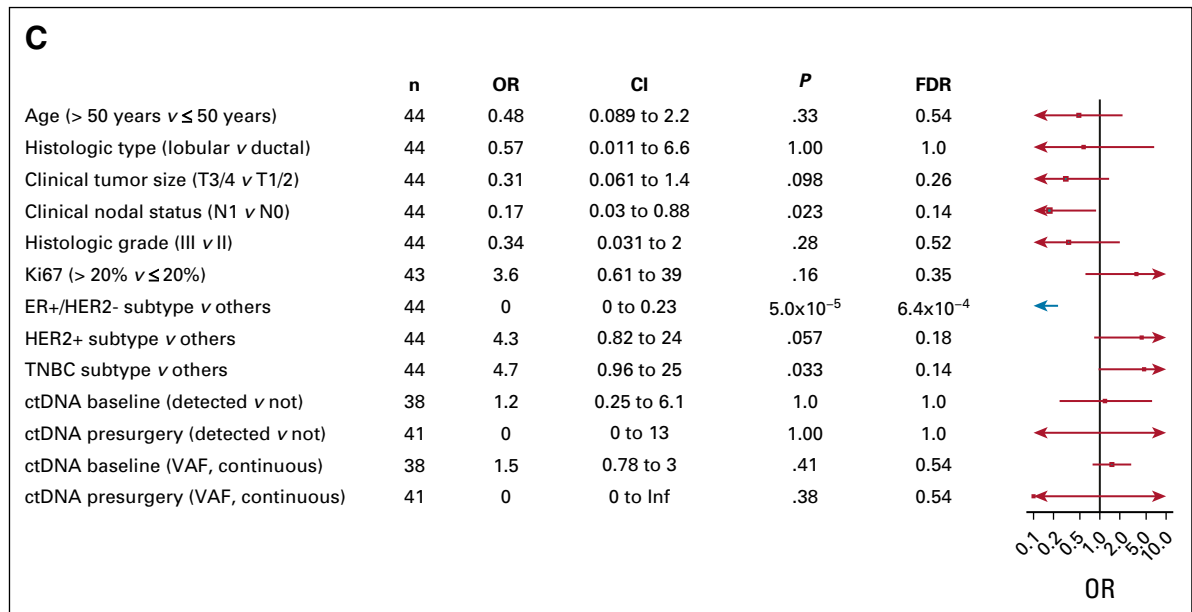 C
n OR CI P FDR
Age (> 50 years v ≤ 50 years) 44 0.48 0.089 to 2.2 .33 0.54
Histologic type (lobular v ductal) 44 0.57 0.011 to 6.6 1.00 1.0
Clinical tumor size (T3/4 v T1/2) 44 0.31 0.061 to 1.4 .098 0.26
Clinical nodal status (N1 v N0) 44 0.17 0.03 to 0.88 .023 0.14
Histologic grade (III v II) 44 0.34 0.031 to 2 .28 0.52
Ki67 (> 20% v ≤ 20%) 43 3.6 0.61 to 39 .16 0.35
ER+/HER2- subtype v others 44 0 0 to 0.23 5.0x10⁻⁵ 6.4x10⁻⁴
HER2+ subtype v others 44 4.3 0.82 to 24 .057 0.18
TNBC subtype v others 44 4.7 0.96 to 25 .033 0.14
ctDNA baseline (detected v not) 38 1.2 0.25 to 6.1 1.0 1.0
ctDNA presurgery (detected v not) 41 0 0 to 13 1.00 1.0
ctDNA baseline (VAF, continuous) 38 1.5 0.78 to 3 .41 0.54
ctDNA presurgery (VAF, continuous) 41 0 0 to Inf .38 0.54
0.1 0.2 0.5 1.0 2.0 5.0 10.0
OR